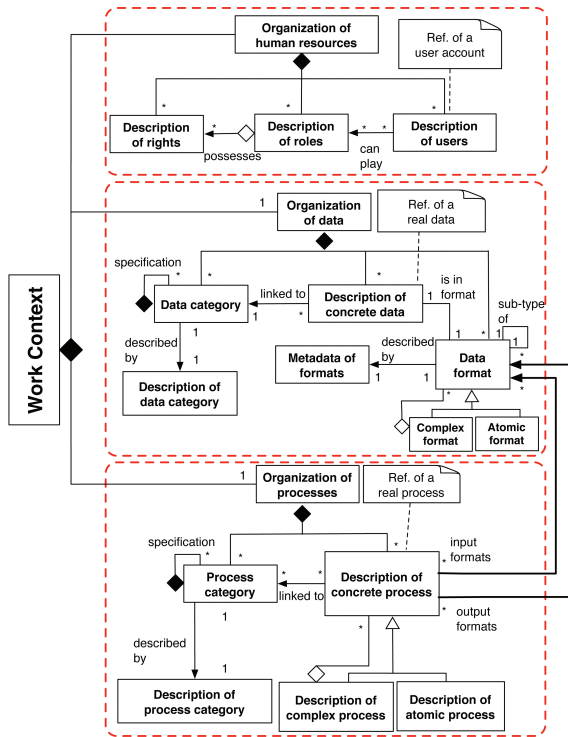 Organization of
human resources
Ref. of a
user account
*
*
*
Description
of rights
*
possesses
*
Description
of roles
*
can
play
*
Description
of users
Work Context
1
Organization
of data
Ref. of a
real data
specification
*
*
*
Data category
linked to
1
*
Description of
concrete data
1
is in
format
sub-type
of
1
*
1
1
*
described
by
1
1
Description of
data category
Metadata of
formats
described
by
1
1
Data
format
*
*
Complex
format
Atomic
format
1
Organization of
processes
Ref. of a
real process
specification
*
*
*
Process
category
*
*
linked to
Description of
concrete process
input
formats
*
*
output
formats
1
described
by
1
*
Description of
process category
Description of
complex process
Description of
atomic process